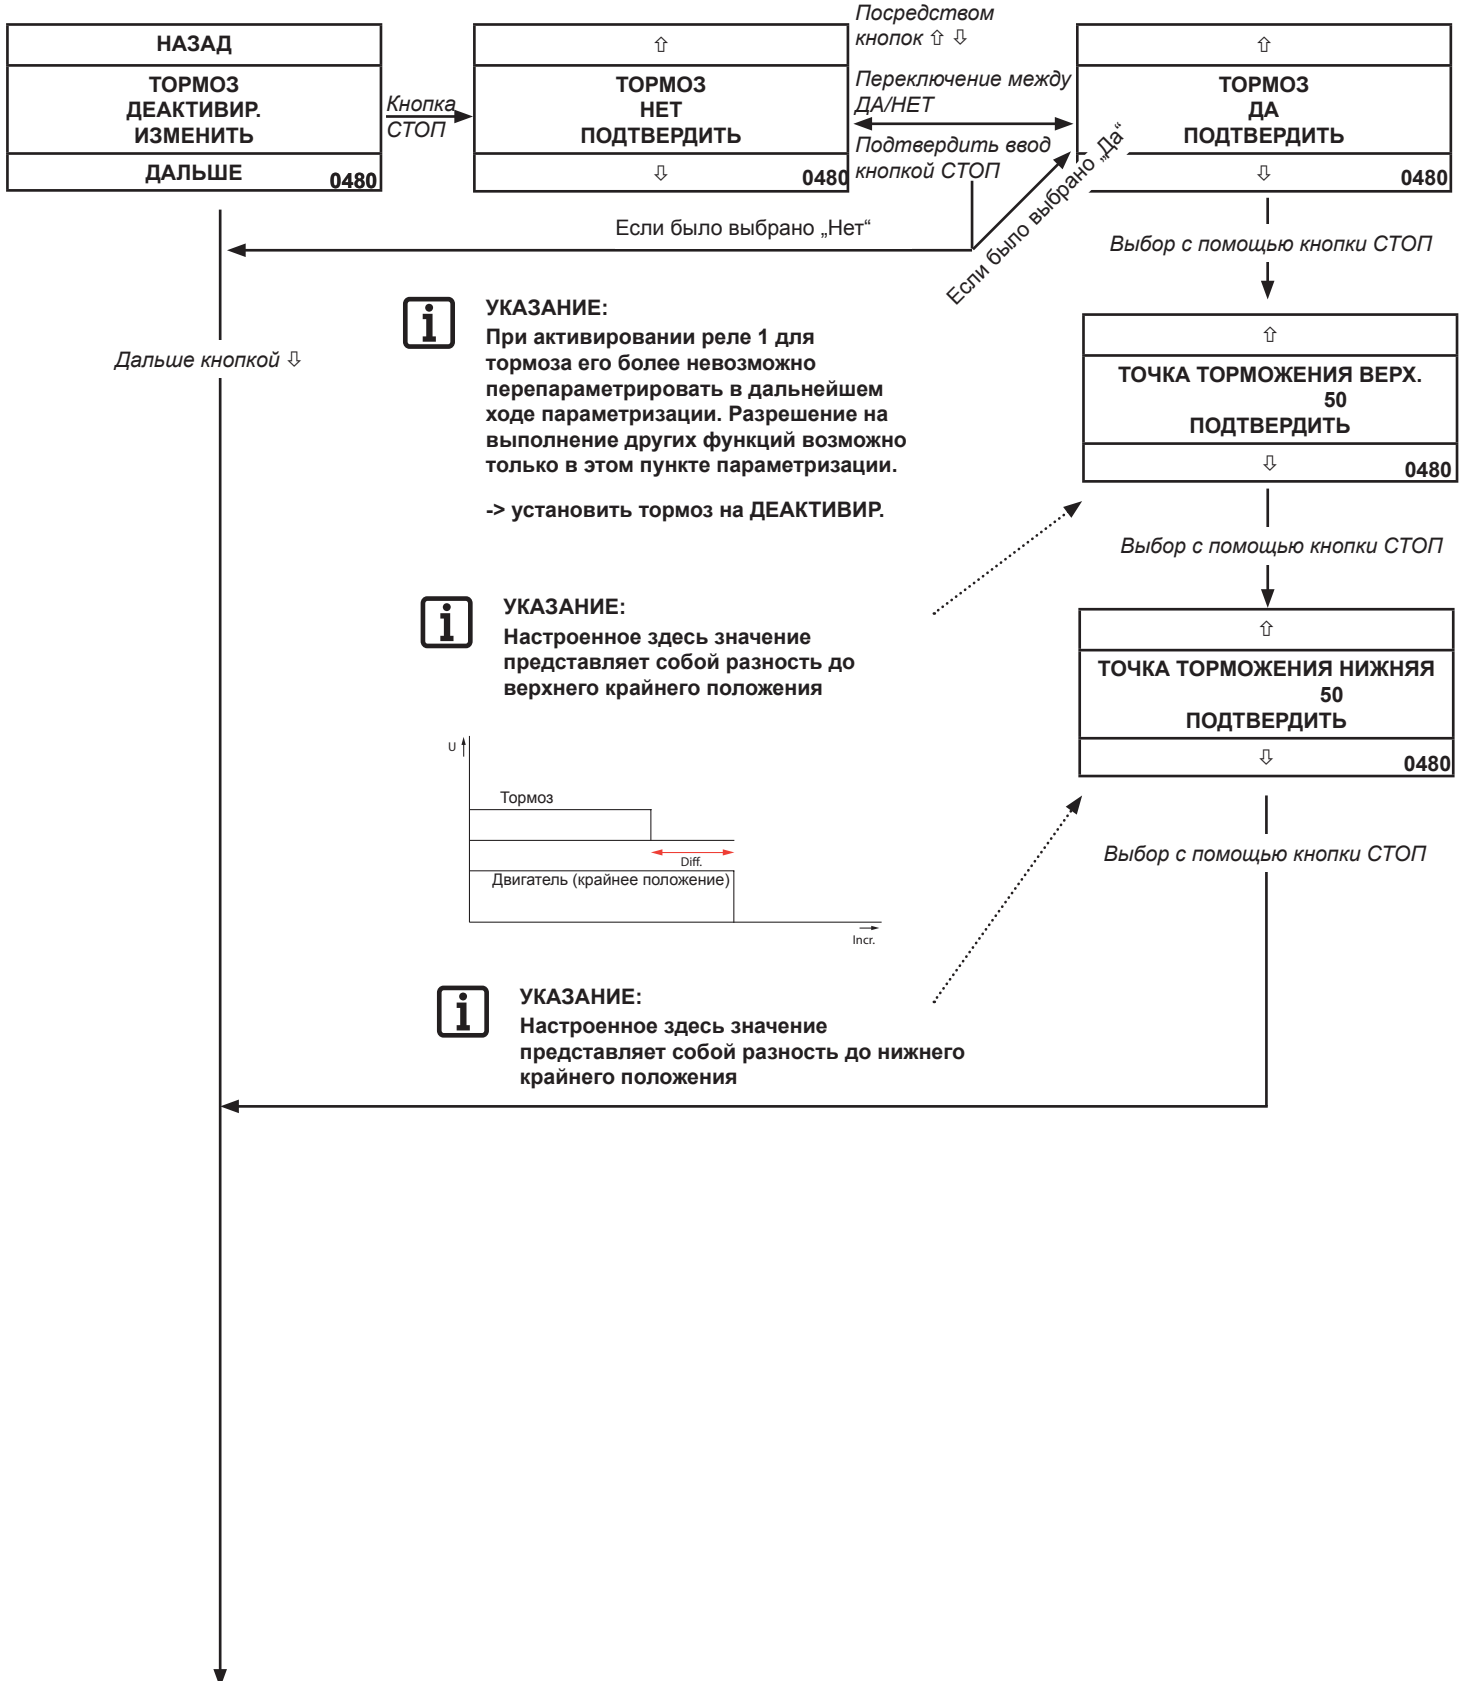 НАЗАД
ТОРМОЗ
ДЕАКТИВИР.
ИЗМЕНИТЬ
ДАЛЬШЕ
0480
Кнопка
СТОП
⇧
ТОРМОЗ
НЕТ
ПОДТВЕРДИТЬ
⇩
0480
Посредством
кнопок ⇧ ⇩
Переключение между
ДА/НЕТ
Подтвердить ввод
кнопкой СТОП
⇧
ТОРМОЗ
ДА
ПОДТВЕРДИТЬ
⇩
0480
Если было выбрано „Нет“
Если было выбрано „Да“
Выбор с помощью кнопки СТОП
Дальше кнопкой ⇩
УКАЗАНИЕ:
При активировании реле 1 для
тормоза его более невозможно
перепараметрировать в дальнейшем
ходе параметризации. Разрешение на
выполнение других функций возможно
только в этом пункте параметризации.
-> установить тормоз на ДЕАКТИВИР.
⇧
ТОЧКА ТОРМОЖЕНИЯ ВЕРХ.
50
ПОДТВЕРДИТЬ
⇩
0480
Выбор с помощью кнопки СТОП
УКАЗАНИЕ:
Настроенное здесь значение
представляет собой разность до
верхнего крайнего положения
⇧
ТОЧКА ТОРМОЖЕНИЯ НИЖНЯЯ
50
ПОДТВЕРДИТЬ
⇩
0480
U
Тормоз
Diff.
Двигатель (крайнее положение)
Incr.
Выбор с помощью кнопки СТОП
УКАЗАНИЕ:
Настроенное здесь значение
представляет собой разность до нижнего
крайнего положения